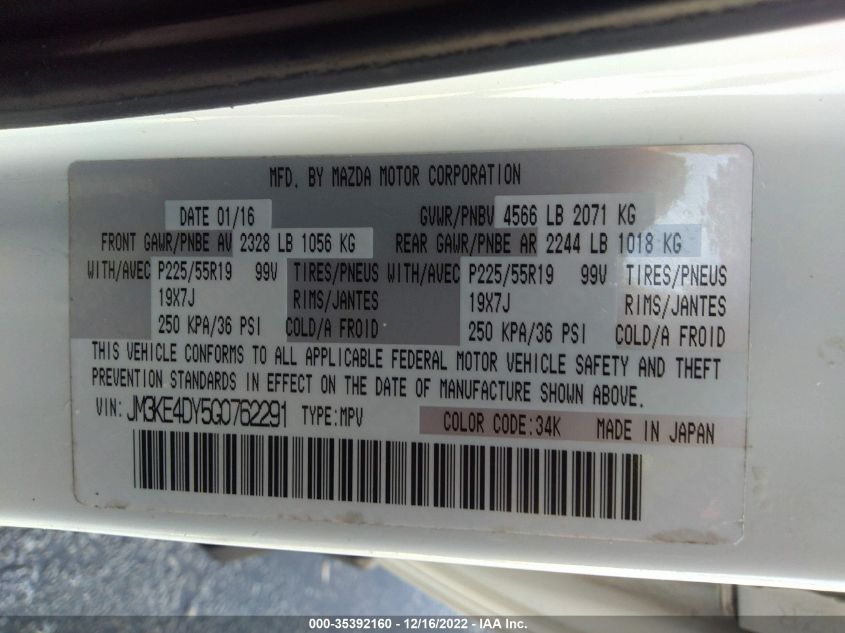 MFD. BY MAZDA MOTOR CORPORATION
DATE 01/16 GVWR/PNBV 4566 LB 2071 KG
FRONT GAWR/PNBE AV 2328 LB 1056 KG REAR GAWR/PNBE AR 2244 LB 1018 KG
WITH/AVEC P225/55R19 99V TIRES/PNEUS WITH/AVEC P225/55R19 99V TIRES/PNEUS
19X7J RIMS/JANTES 19X7J RIMS/JANTES
250 KPA/36 PSI COLD/A FROID 250 KPA/36 PSI COLD/A FROID
THIS VEHICLE CONFORMS TO ALL APPLICABLE FEDERAL MOTOR VEHICLE SAFETY AND THEFT
PREVENTION STANDARDS IN EFFECT ON THE DATE OF MANUFACTURE SHOWN ABOVE.
VIN: JM3KE4DY5G0762291 TYPE:MPV COLOR CODE:34K MADE IN JAPAN
000-35392160 - 12/16/2022 - IAA Inc.